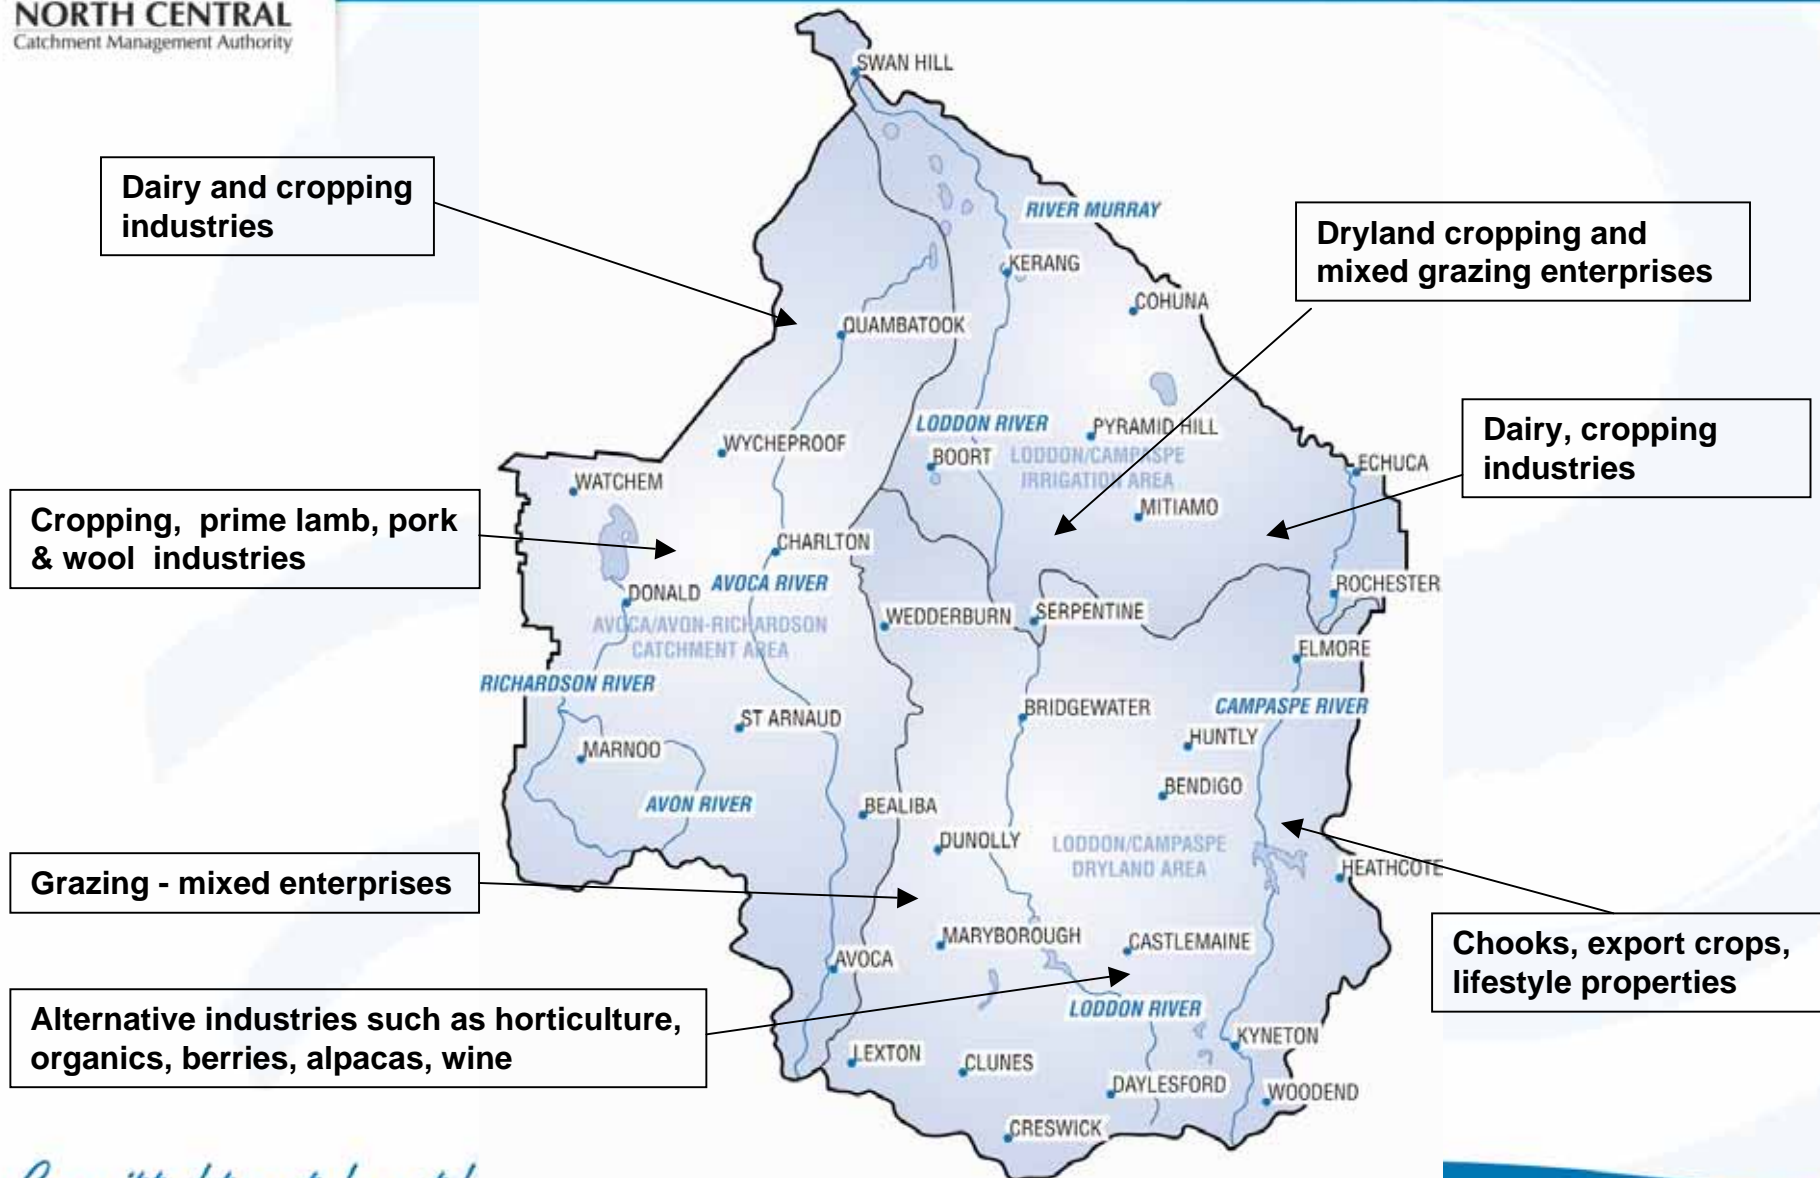 NORTH CENTRAL
Catchment Management Authority
SWAN HILL
Dairy and cropping
industries
RIVER MURRAY
Dryland cropping and
mixed grazing enterprises
KERANG
COHUNA
QUAMBATOOK
LODDON RIVER
PYRAMID HILL
Dairy, cropping
industries
WYCHEPROOF
BOORT
LODDON/CAMPASPE
IRRIGATION AREA
ECHUCA
WATCHEM
MITIAMO
Cropping, prime lamb, pork
& wool industries
CHARLTON
AVOCA RIVER
DONALD
ROCHESTER
AVOCA/AVON-RICHARDSON
CATCHMENT AREA
WEDDERBURN
SERPENTINE
ELMORE
RICHARDSON RIVER
BRIDGEWATER
CAMPASPE RIVER
ST ARNAUD
HUNTLY
MARNOO
BENDIGO
AVON RIVER
BEALIBA
DUNOLLY
LODDON/CAMPASPE
DRYLAND AREA
HEATHCOTE
Grazing - mixed enterprises
MARYBOROUGH
CASTLEMAINE
Chooks, export crops,
lifestyle properties
AVOCA
Alternative industries such as horticulture,
organics, berries, alpacas, wine
LODDON RIVER
KYNETON
LEXTON
CLUNES
DAYLESFORD
WOODEND
CRESWICK